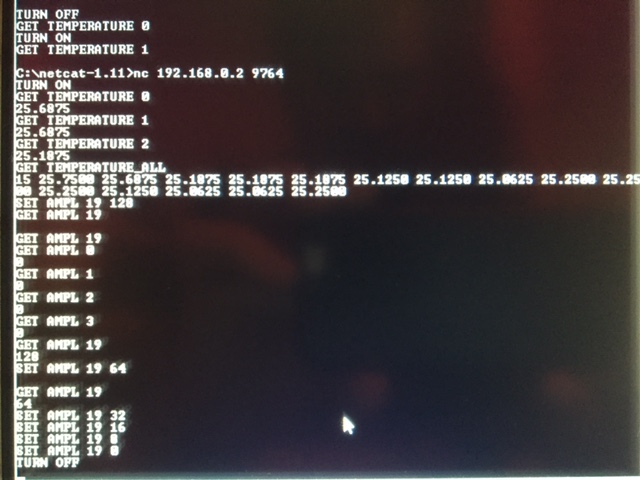 TURN OFF
GET TEMPERATURE 0
TURN ON
GET TEMPERATURE 1
C:\netcat-1.11>nc 192.168.0.2 9764
TURN ON
GET TEMPERATURE 0
25.6875
GET TEMPERATURE 1
25.6875
GET TEMPERATURE 2
25.1875
GET TEMPERATURE_ALL
15 25.7500 25.6875 25.1875 25.1875 25.1875 25.1250 25.1250 25.0625 25.2500 25.25
00 25.2500 25.1250 25.0625 25.0625 25.2500
SET AMPL 19 128
GET AMPL 19
GET AMPL 19
GET AMPL 0
0
GET AMPL 1
0
GET AMPL 2
0
GET AMPL 3
0
GET AMPL 19
128
SET AMPL 19 64
GET AMPL 19
64
SET AMPL 19 32
SET AMPL 19 16
SET AMPL 19 8
SET AMPL 19 0
TURN OFF